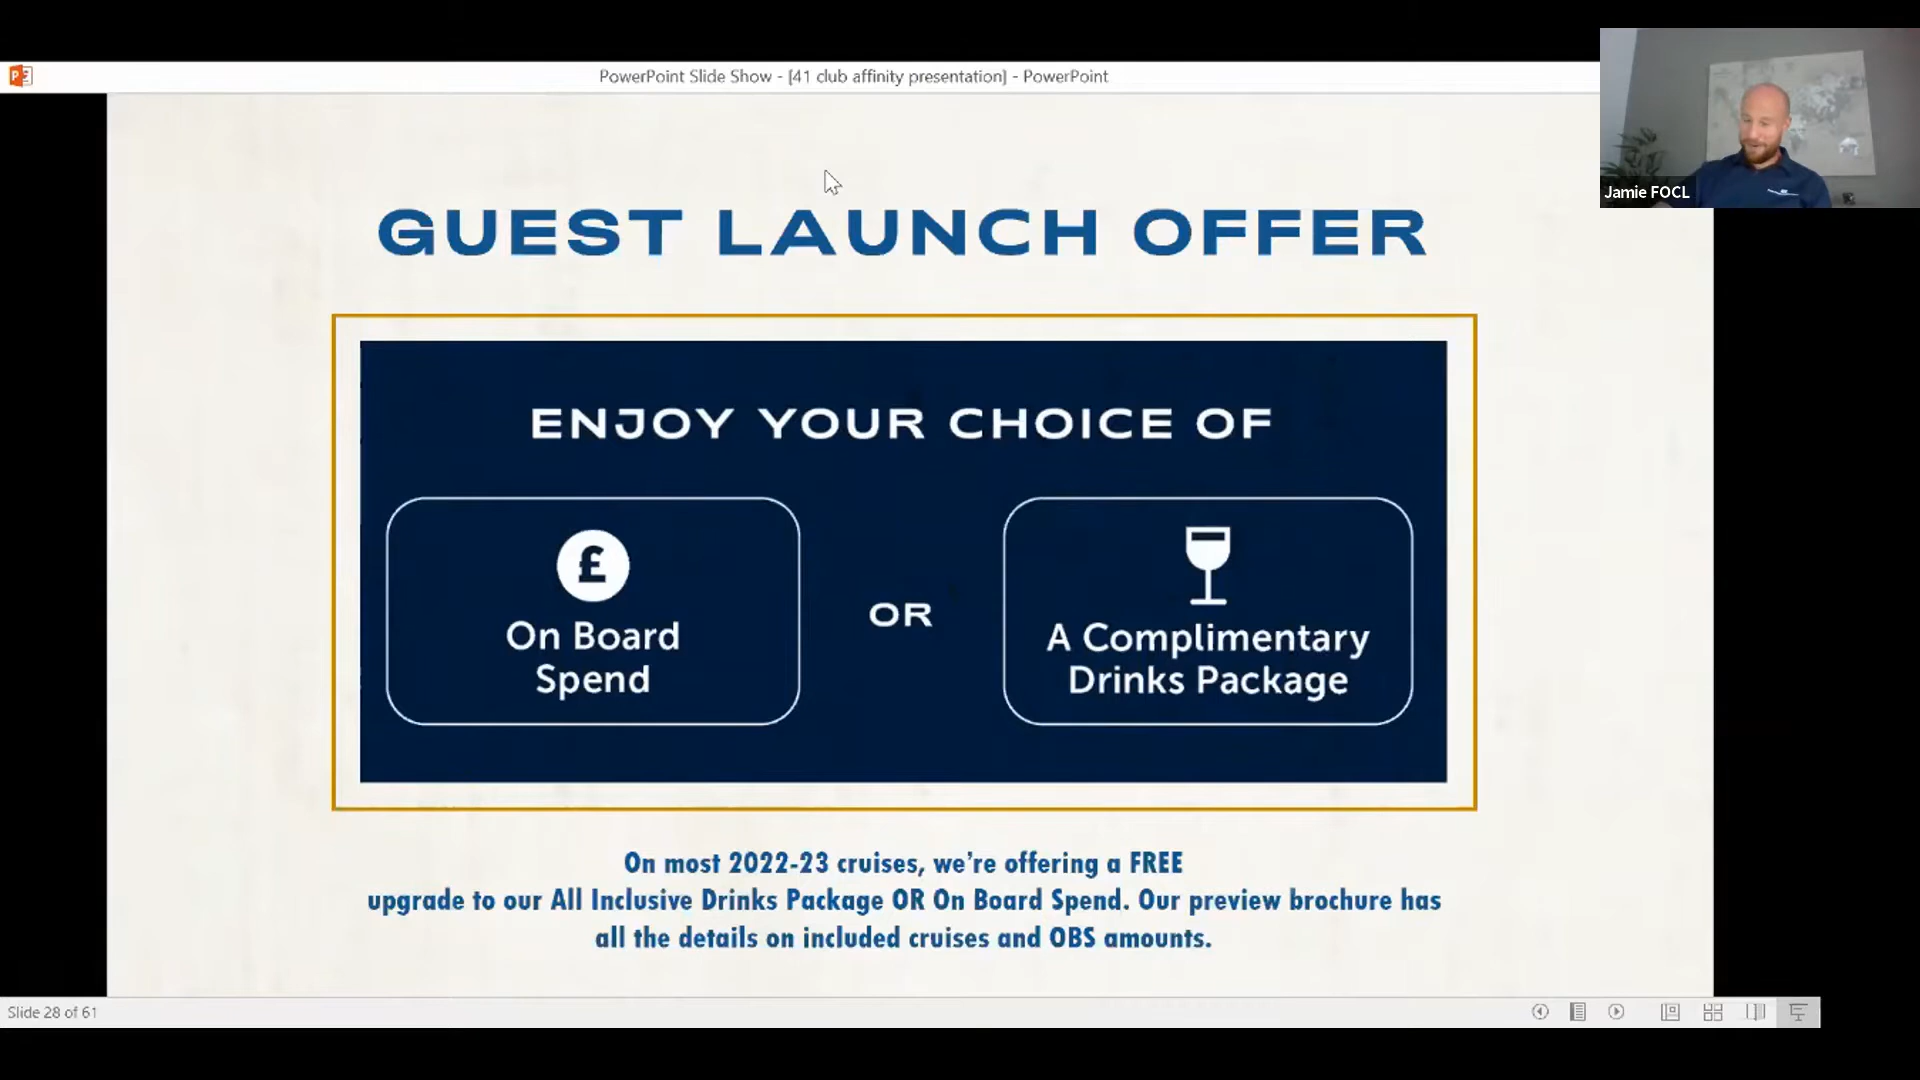 PowerPoint Slide Show - [41 club affinity presentation] - PowerPoint
Jamie FOCL
GUEST LAUNCH OFFER
ENJOY YOUR CHOICE OF
£
On Board
Spend
OR
A Complimentary
Drinks Package
On most 2022-23 cruises, we’re offering a FREE
upgrade to our All Inclusive Drinks Package OR On Board Spend. Our preview brochure has
all the details on included cruises and OBS amounts.
Slide 28 of 61